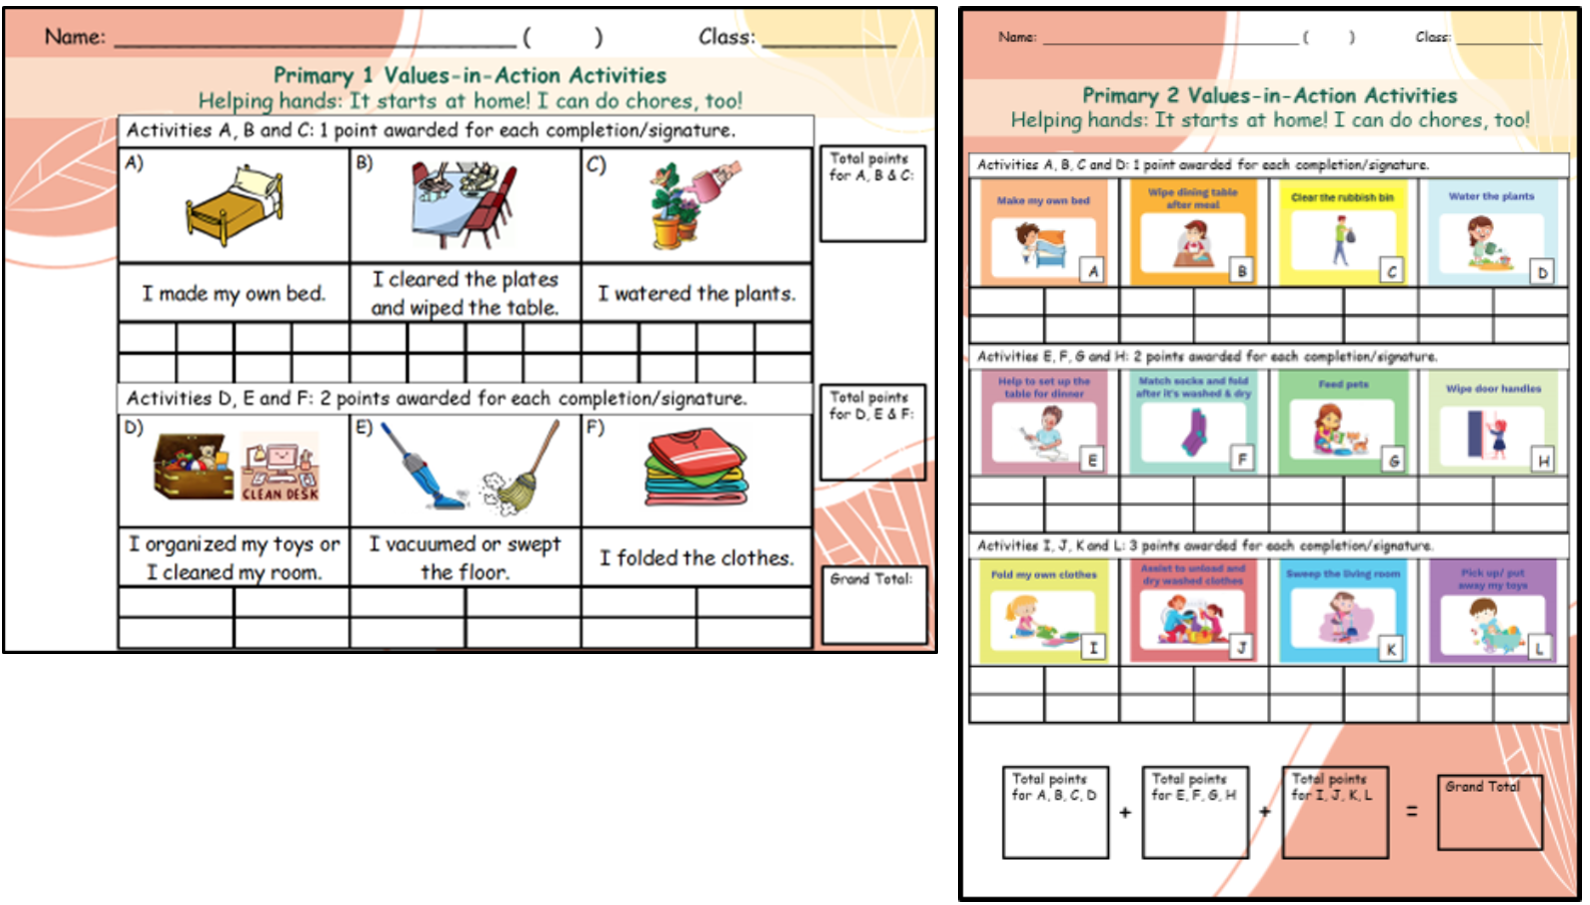 Name: ______________________________ (      )      Class: __________
Primary 1 Values-in-Action Activities
Helping hands: It starts at home! I can do chores, too!
Activities A, B and C: 1 point awarded for each completion/signature.
A) B) C)
Total points
for A, B & C:
I made my own bed.
I cleared the plates
and wiped the table.
I watered the plants.
Activities D, E and F: 2 points awarded for each completion/signature.
Total points
for D, E & F:
D) E) F)
CLEAN DESK
I organized my toys or
I cleaned my room.
I vacuumed or swept
the floor.
I folded the clothes.
Grand Total:
Name: ______________________________ (      )      Class: __________
Primary 2 Values-in-Action Activities
Helping hands: It starts at home! I can do chores, too!
Activities A, B, C and D: 1 point awarded for each completion/signature.
Make my own bed
A
Wipe dining table
after meal
B
Clear the rubbish bin
C
Water the plants
D
Activities E, F, G and H: 2 points awarded for each completion/signature.
Help to set up the
table for dinner
E
Match socks and fold
after it's washed & dry
F
Feed pets
G
Wipe door handles
H
Activities I, J, K and L: 3 points awarded for each completion/signature.
Fold my own clothes
I
Assist to unload and
dry washed clothes
J
Sweep the living room
K
Pick up/ put
away my toys
L
Total points
for A, B, C, D
+
Total points
for E, F, G, H
+
Total points
for I, J, K, L
=
Grand Total